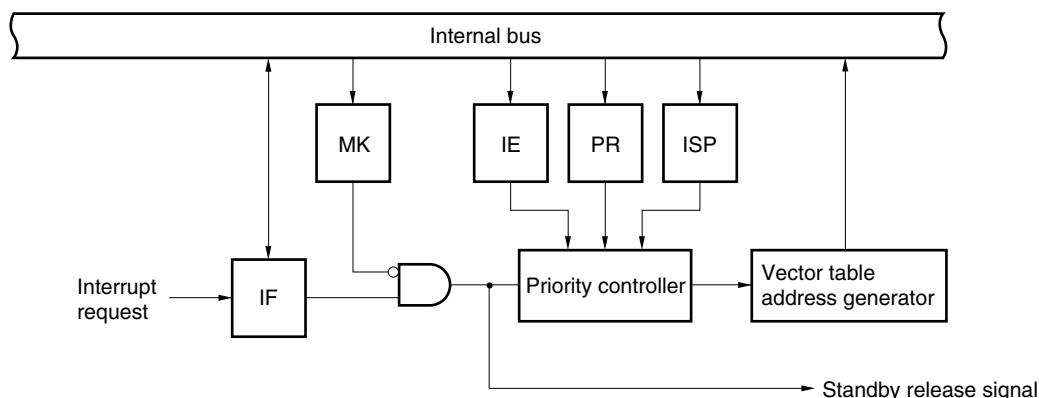 Internal bus
MK
IE
PR
ISP
Interrupt
request
IF
Priority controller
Vector table
address generator
Standby release signal